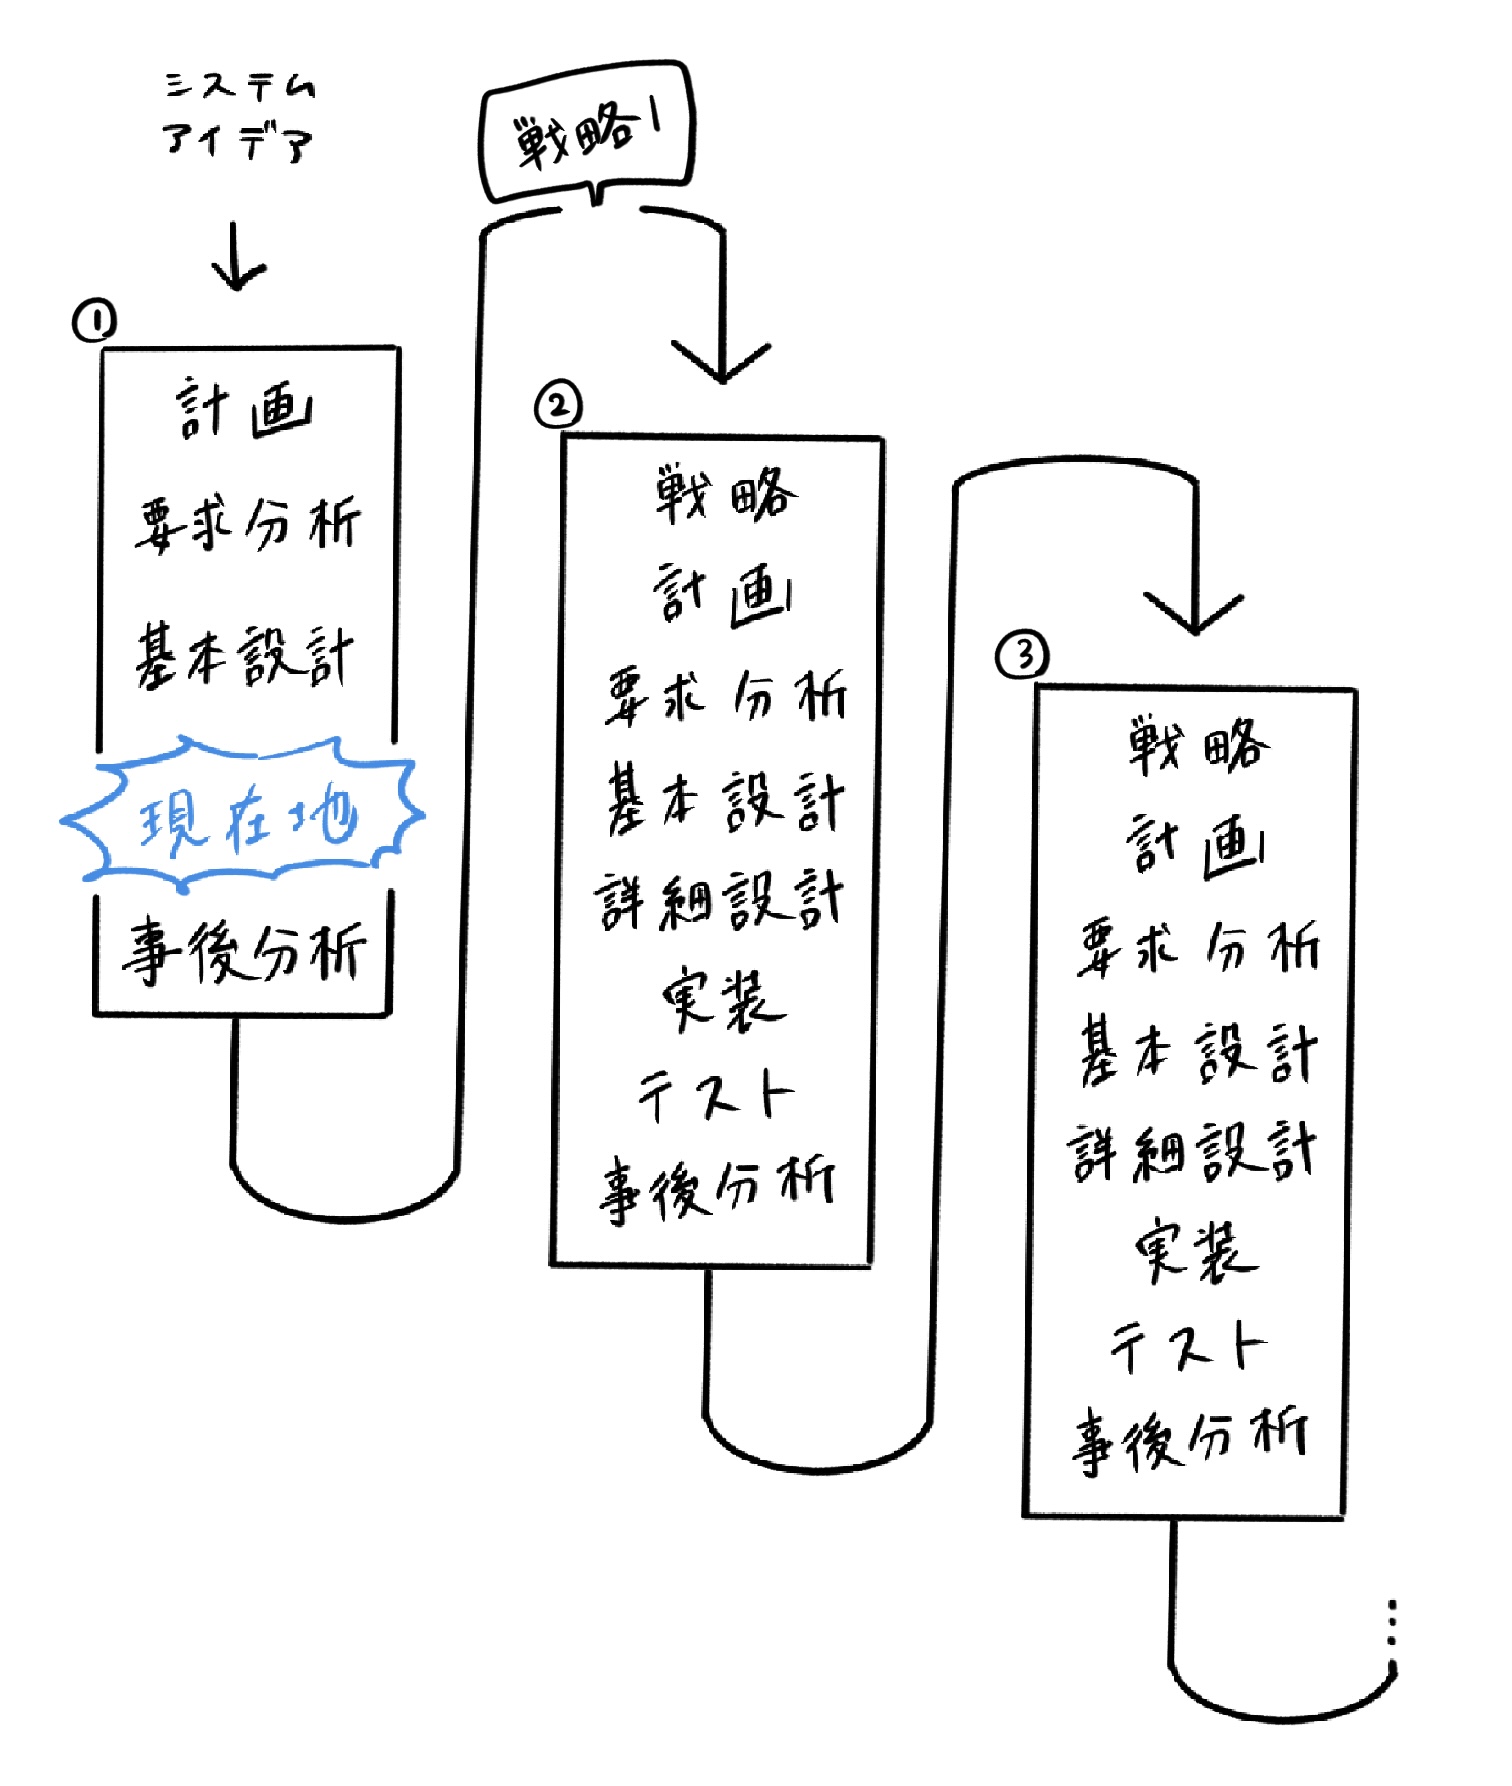 システム
アイデア
戦略1
①
計画
要求分析
基本設計
現在地
事後分析
②
戦略
計画
要求分析
基本設計
詳細設計
実装
テスト
事後分析
③
戦略
計画
要求分析
基本設計
詳細設計
実装
テスト
事後分析